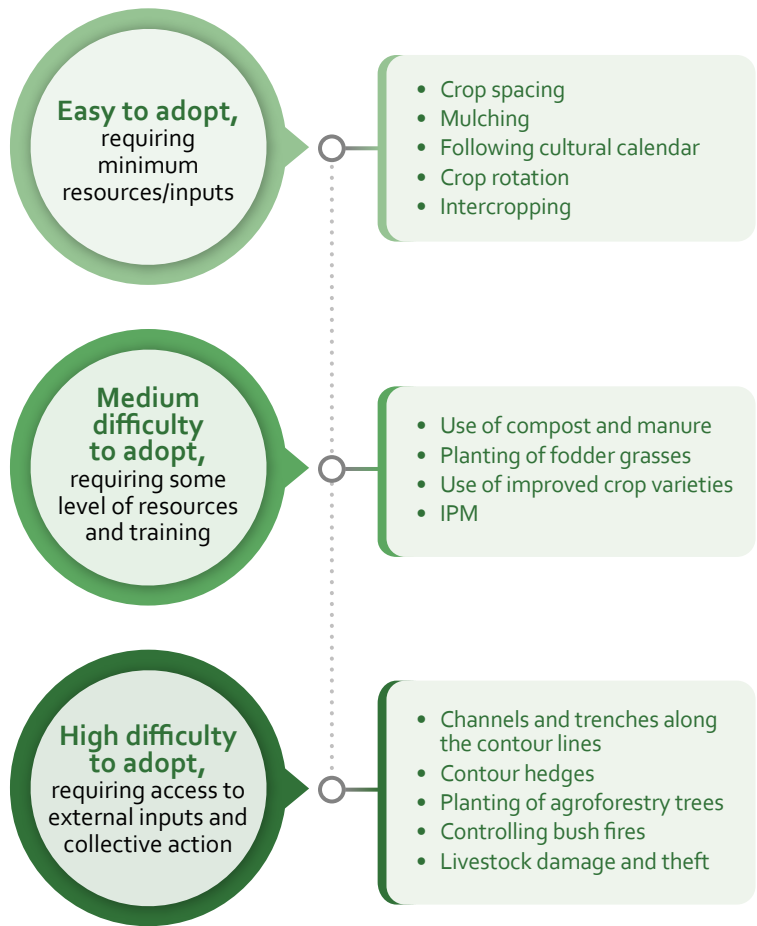 Easy to adopt,
requiring
minimum
resources/inputs
• Crop spacing
• Mulching
• Following cultural calendar
• Crop rotation
• Intercropping
Medium
difficulty
to adopt,
requiring some
level of resources
and training
• Use of compost and manure
• Planting of fodder grasses
• Use of improved crop varieties
• IPM
High difficulty
to adopt,
requiring access to
external inputs and
collective action
• Channels and trenches along
the contour lines
• Contour hedges
• Planting of agroforestry trees
• Controlling bush fires
• Livestock damage and theft